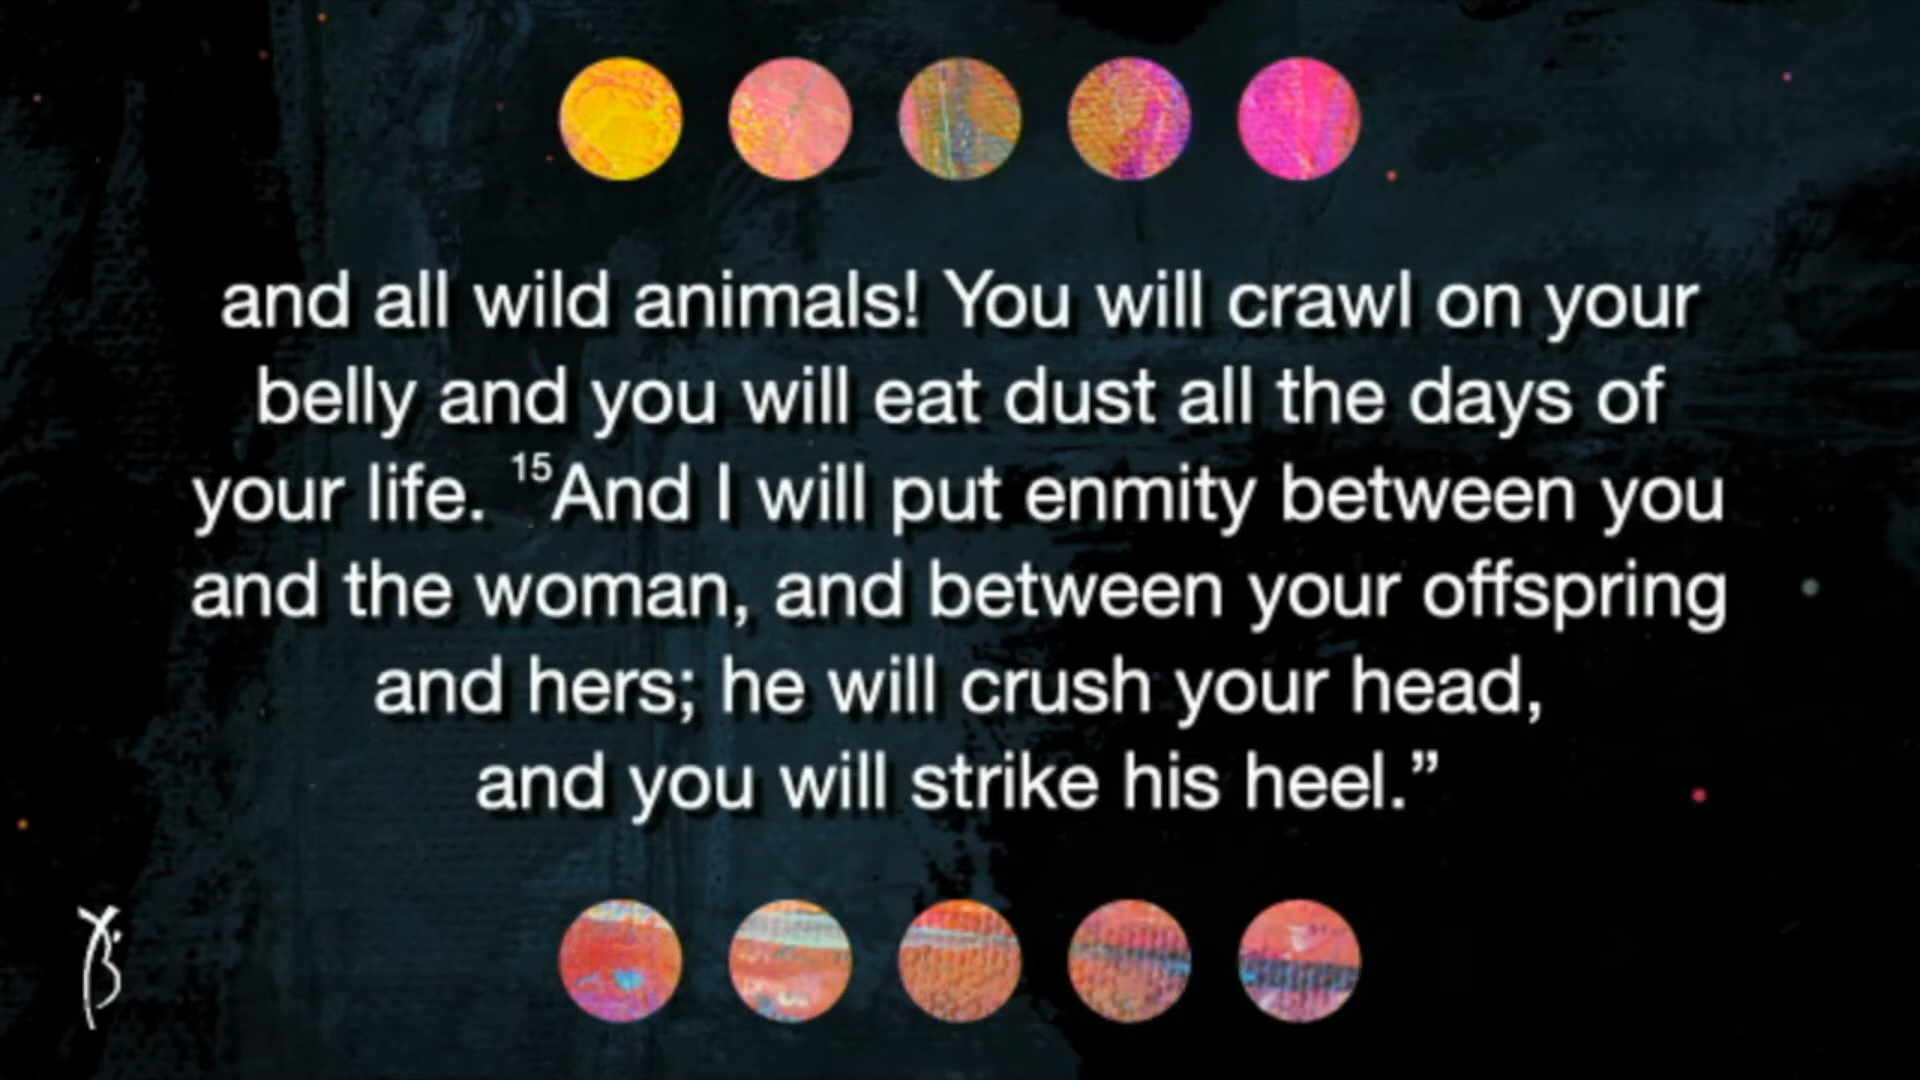 and all wild animals! You will crawl on your
belly and you will eat dust all the days of
your life. ¹⁵And I will put enmity between you
and the woman, and between your offspring
and hers; he will crush your head,
and you will strike his heel.”